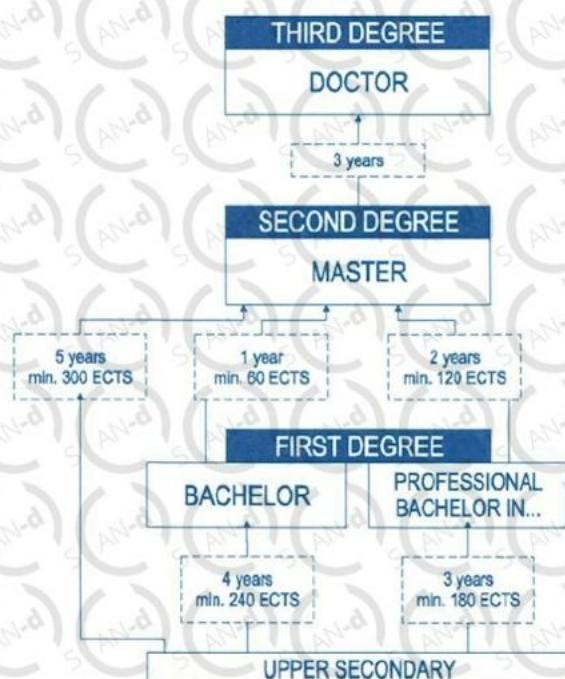 THIRD DEGREE
DOCTOR
3 years
SECOND DEGREE
MASTER
5 years
min. 300 ECTS
1 year
min. 60 ECTS
2 years
min. 120 ECTS
FIRST DEGREE
BACHELOR
PROFESSIONAL
BACHELOR IN...
4 years
min. 240 ECTS
3 years
min. 180 ECTS
UPPER SECONDARY
SCAN-d